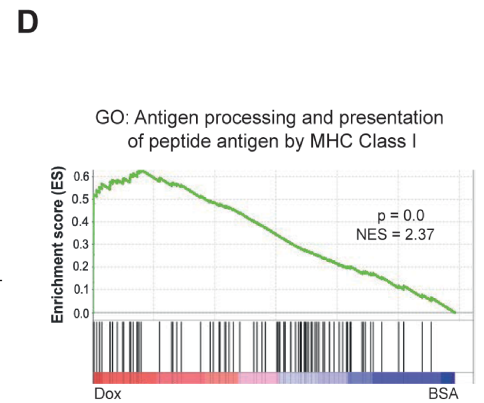 D
GO: Antigen processing and presentation
of peptide antigen by MHC Class I
Enrichment score (ES)
0.6
0.5
0.4
0.3
0.2
0.1
0.0
p = 0.0
NES = 2.37
Dox
BSA